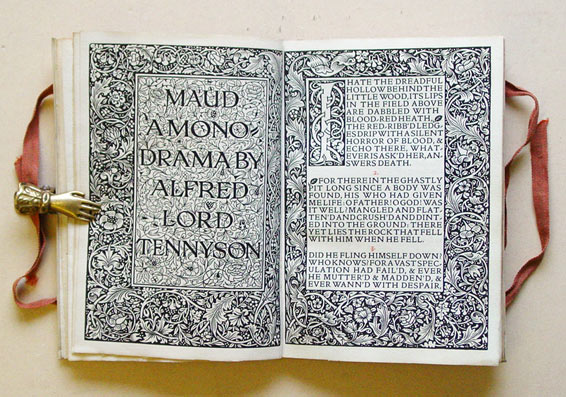 MAUD
A MONO-
DRAMA BY
ALFRED
LORD
TENNYSON
I HATE THE DREADFUL
HOLLOW BEHIND THE
LITTLE WOOD, ITS LIPS
IN THE FIELD ABOVE
ARE DABBLED WITH
BLOOD-RED HEATH,
THE RED-RIBB'D LEDG-
ES DRIP WITH A SILENT
HORROR OF BLOOD, &
ECHO THERE, WHAT-
EVER IS ASK'D HER, AN-
SWERS DEATH.
2.
FOR THERE IN THE GHASTLY
PIT LONG SINCE A BODY WAS
FOUND, HIS WHO HAD GIVEN
ME LIFE: O FATHER! O GOD! WAS
IT WELL? MANGLED AND FLAT-
TEN'D AND CRUSH'D AND DINT-
ED INTO THE GROUND: THERE
YET LIES THE ROCK THAT FELL
WITH HIM WHEN HE FELL.
3.
DID HE FLING HIMSELF DOWN?
WHO KNOWS? FOR A VAST SPEC-
ULATION HAD FAIL'D, & EVER
HE MUTTER'D & MADDEN'D, &
EVER WANN'D WITH DESPAIR,